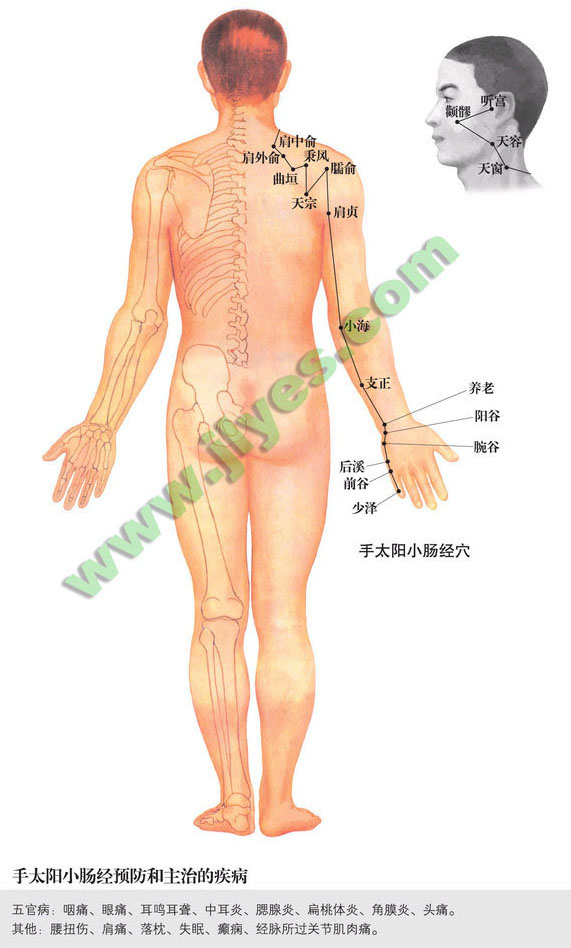 听宫
颧髎
天容
天窗
肩中俞
肩外俞
秉风
臑俞
曲垣
天宗
肩贞
小海
支正
养老
阳谷
腕谷
后溪
前谷
少泽
手太阳小肠经穴
www.jlyes.com
手太阳小肠经预防和主治的疾病
五官病：咽痛、眼痛、耳鸣耳聋、中耳炎、腮腺炎、扁桃体炎、角膜炎、头痛。
其他：腰扭伤、肩痛、落枕、失眠、癫痫、经脉所过关节肌肉痛。